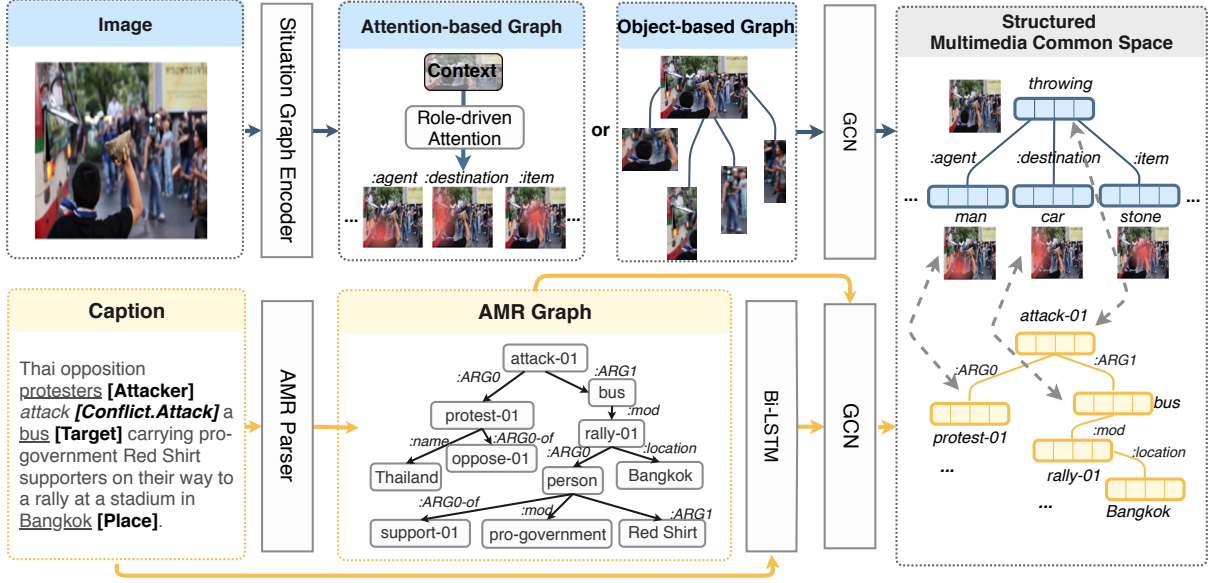 Image
Situation Graph Encoder
Attention-based Graph
Context
Role-driven
Attention
:agent :destination :item
...
...
or
Object-based Graph
GCN
Structured
Multimedia Common Space
throwing
:agent :destination :item
...
...
man car stone
attack-01
:ARG0 :ARG1
protest-01
bus
:mod
...
rally-01
:location
...
Bangkok
Caption
Thai opposition
protesters [Attacker]
attack [Conflict.Attack] a
bus [Target] carrying pro-
government Red Shirt
supporters on their way to
a rally at a stadium in
Bangkok [Place].
AMR Parser
AMR Graph
attack-01
:ARG0 :ARG1
bus
protest-01
:mod
:name :ARG0-of
rally-01
Thailand
oppose-01
:ARG0 :location
person
Bangkok
:ARG0-of :mod :ARG1
support-01
pro-government
Red Shirt
Bi-LSTM
GCN